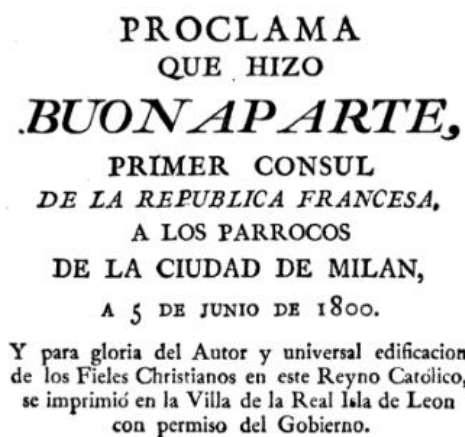 PROCLAMA
QUE HIZO
BUONAPARTE,
PRIMER CONSUL
DE LA REPUBLICA FRANCESA,
A LOS PARROCOS
DE LA CIUDAD DE MILAN,
A 5 DE JUNIO DE 1800.
Y para gloria del Autor y universal edificacion
de los Fieles Christianos en este Reyno Católico,
se imprimió en la Villa de la Real Isla de Leon
con permiso del Gobierno.